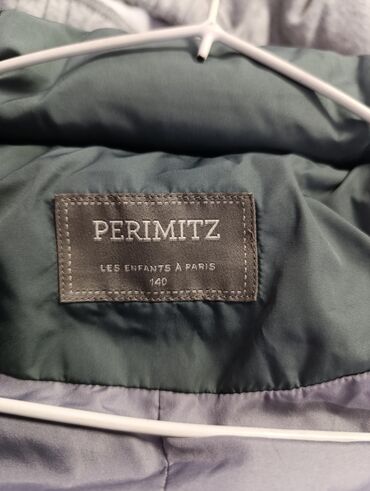 PERIMITZ
LES ENFANTS À PARIS
140